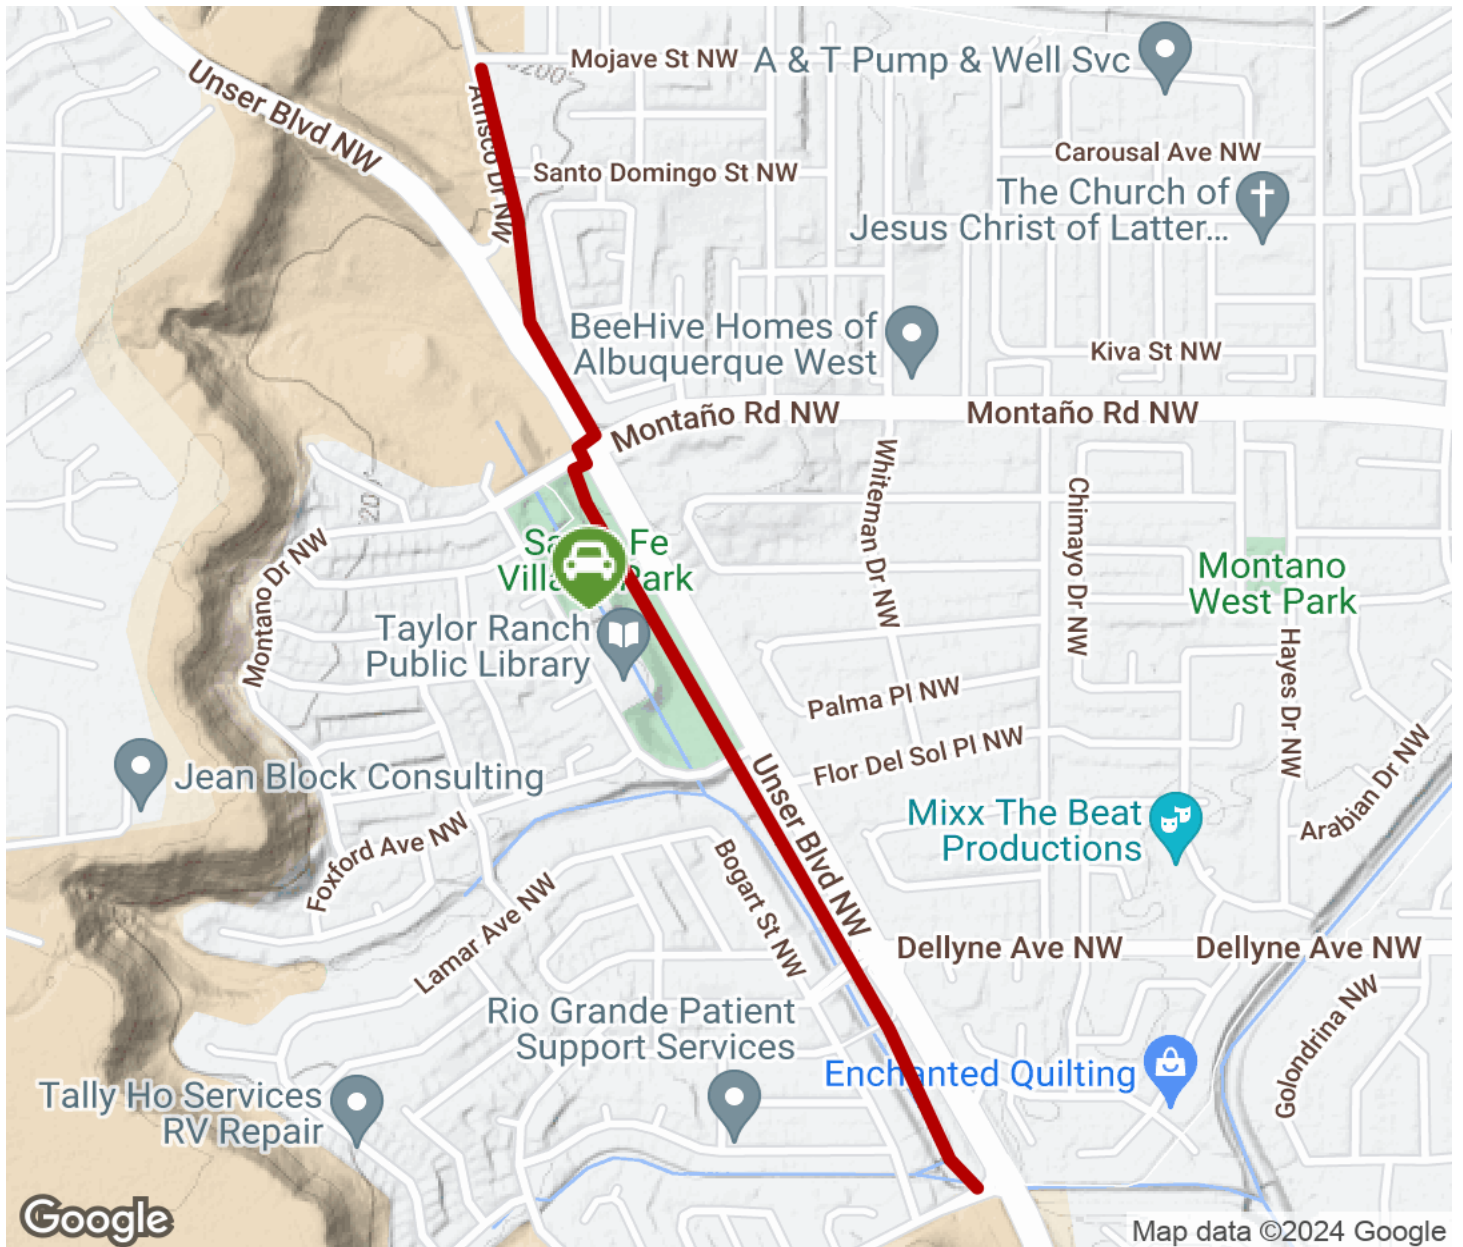 Mojave St NW
A & T Pump & Well Svc
Unser Blvd NW
Atrisco Dr NW
Carousal Ave NW
Santo Domingo St NW
The Church of
Jesus Christ of Latter...
BeeHive Homes of
Albuquerque West
Kiva St NW
Montaño Rd NW
Montaño Rd NW
Whiteman Dr NW
Chimayo Dr NW
Montano Dr NW
Fe
Park
Montano
West Park
Taylor Ranch
Public Library
Hayes Dr NW
Palma Pl NW
Flor Del Sol Pl NW
Arabian Dr NW
Jean Block Consulting
Unser Blvd NW
Mixx The Beat
Productions
Foxford Ave NW
Bogart St NW
Lamar Ave NW
Dellyne Ave NW
Dellyne Ave NW
Golondrina NW
Rio Grande Patient
Support Services
Enchanted Quilting
Tally Ho Services
RV Repair
Google
Map data ©2024 Google